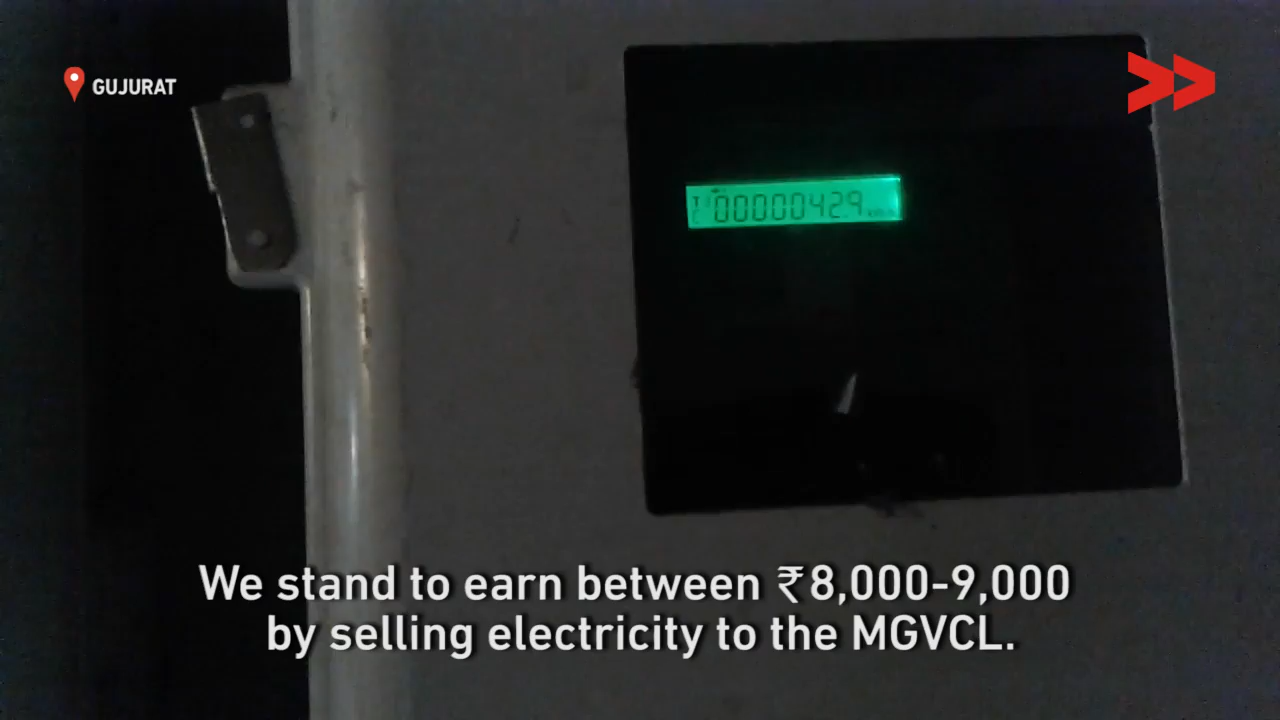 GUJURAT
00000429
We stand to earn between ₹8,000-9,000
by selling electricity to the MGVCL.